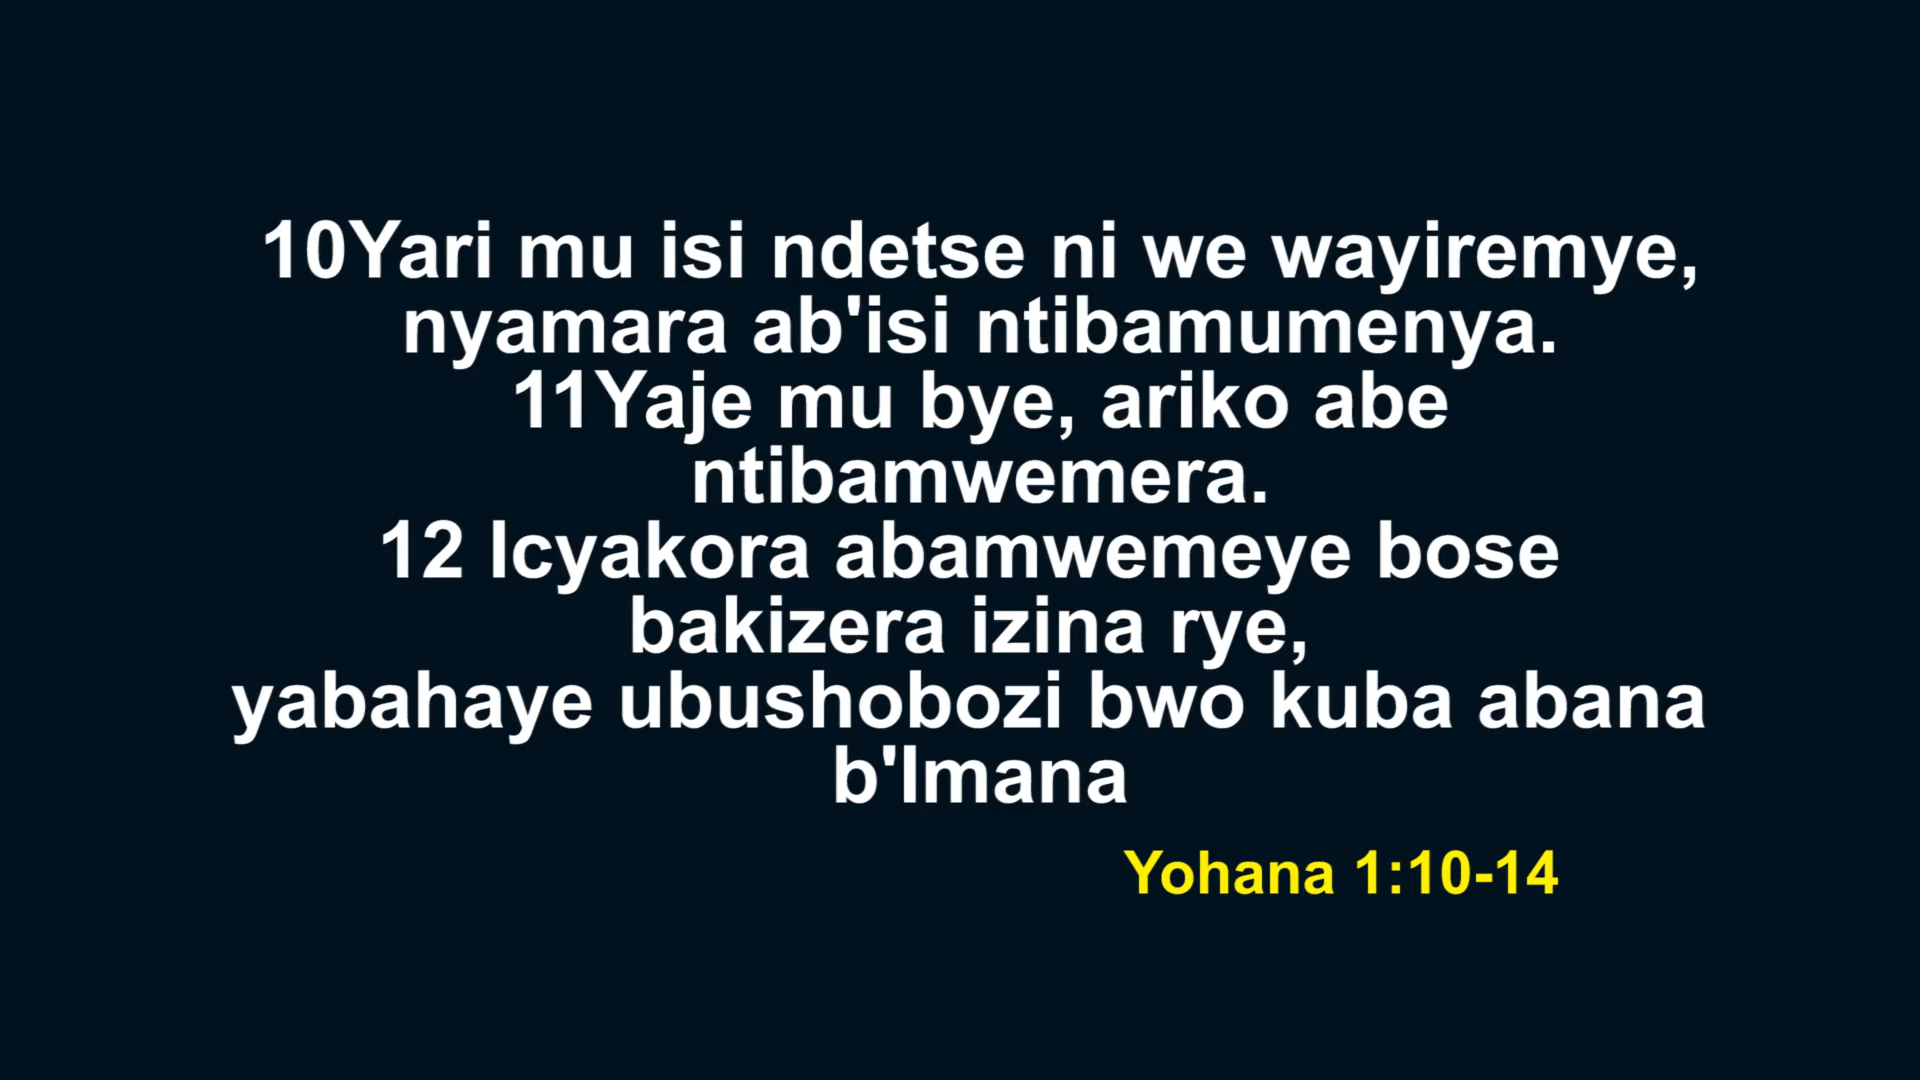 10Yari mu isi ndetse ni we wayiremye,
nyamara ab'isi ntibamumenya.
11Yaje mu bye, ariko abe
ntibamwemera.
12 Icyakora abamwemeye bose
bakizera izina rye,
yabahaye ubushobozi bwo kuba abana
b'Imana
Yohana 1:10-14